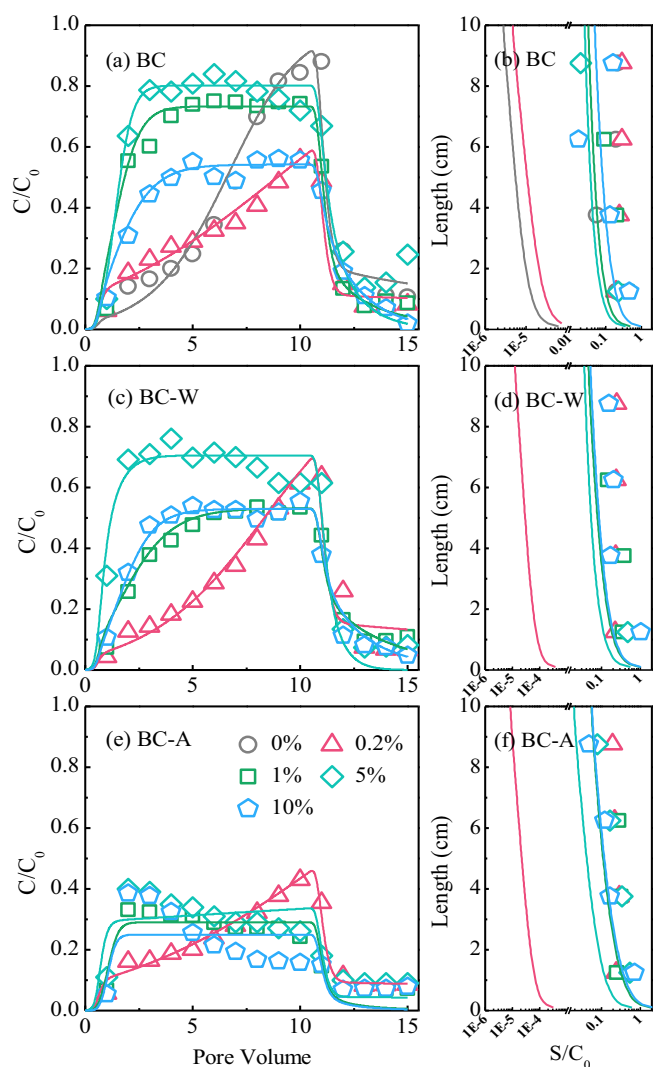 (a) BC
C/C0
1.0
0.8
0.6
0.4
0.2
0.0
0
5
10
15
(b) BC
Length (cm)
10
8
6
4
2
0
1E-6
1E-5
0.01
0.1
1
(c) BC-W
C/C0
1.0
0.8
0.6
0.4
0.2
0.0
0
5
10
15
(d) BC-W
Length (cm)
10
8
6
4
2
0
1E-6
1E-5
1E-4
0.1
1
(e) BC-A
0% 0.2%
1% 5%
10%
C/C0
1.0
0.8
0.6
0.4
0.2
0.0
0
5
10
15
Pore Volume
(f) BC-A
Length (cm)
10
8
6
4
2
0
1E-6
1E-5
1E-4
0.1
1
S/C0